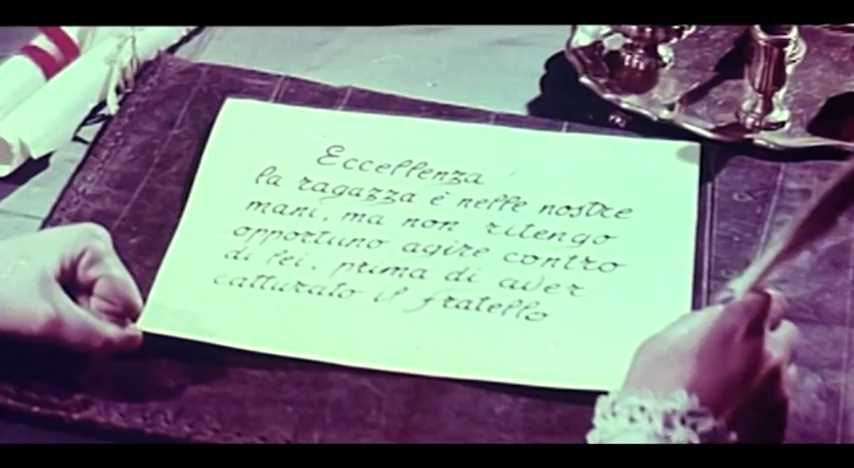 Eccellenza
la ragazza è nelle nostre
mani, ma non ritengo
opportuno agire contro
di lei, prima di aver
catturato il fratello